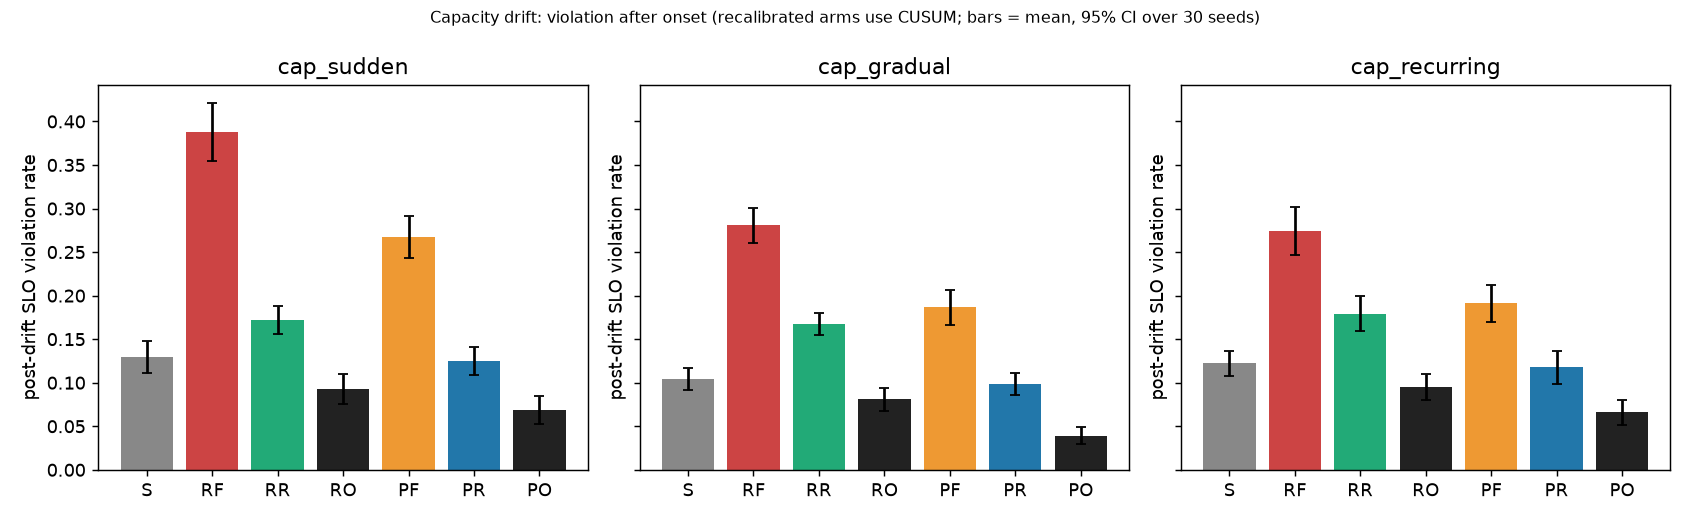 Capacity drift: violation after onset (recalibrated arms use CUSUM; bars = mean, 95% CI over 30 seeds)
cap_sudden
post-drift SLO violation rate
0.40
0.35
0.30
0.25
0.20
0.15
0.10
0.05
0.00
S RF RR RO PF PR PO
cap_gradual
post-drift SLO violation rate
S RF RR RO PF PR PO
cap_recurring
post-drift SLO violation rate
S RF RR RO PF PR PO